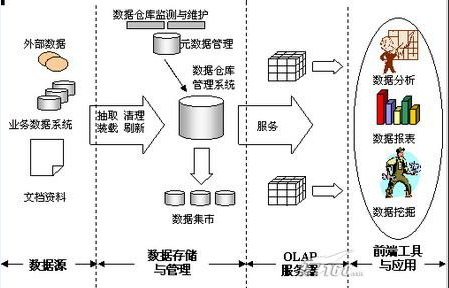 数据仓库监测与维护
外部数据
元数据管理
数据分析
数据仓库
管理系统
业务数据系统
抽取 清理
装载 刷新
服务
数据报表
文档资料
数据集市
数据挖掘
数据源
数据存储
与管理
OLAP
服务器
前端工具
与应用